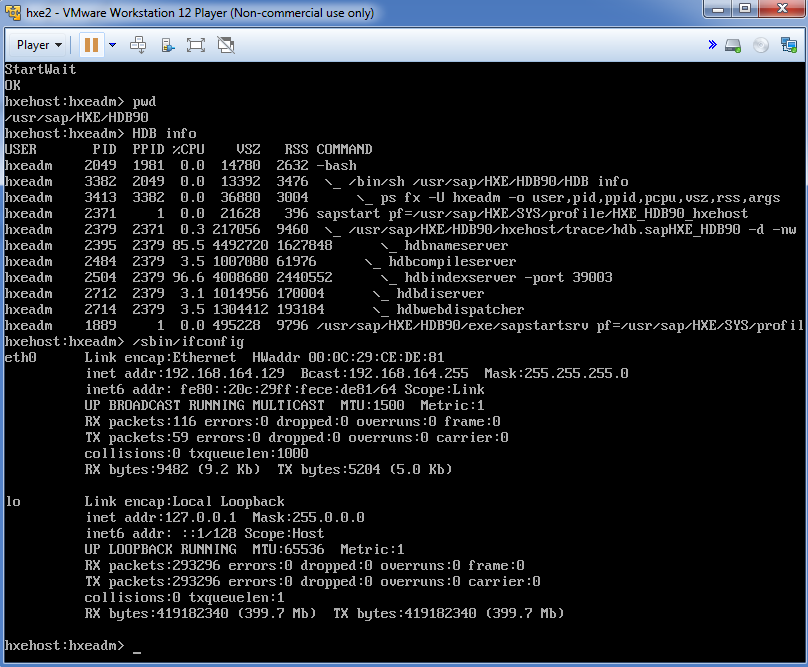 hxe2 - VMware Workstation 12 Player (Non-commercial use only)
Player
StartWait
OK
hxehost:hxeadm> pwd
/usr/sap/HXE/HDB90
hxehost:hxeadm> HDB info
USER       PID  PPID %CPU    VSZ   RSS COMMAND
hxeadm    2049  1981  0.0  14780  2632 -bash
hxeadm    3382  2049  0.0  13392  3476  \_ /bin/sh /usr/sap/HXE/HDB90/HDB info
hxeadm    3413  3382  0.0  36880  3004      \_ ps fx -U hxeadm -o user,pid,ppid,pcpu,vsz,rss,args
hxeadm    2371     1  0.0  21628   396 sapstart pf=/usr/sap/HXE/SYS/profile/HXE_HDB90_hxehost
hxeadm    2379  2371  0.3 217056  9460  \_ /usr/sap/HXE/HDB90/hxehost/trace/hdb.sapHXE_HDB90 -d -nw
hxeadm    2395  2379 85.5 4492720 1627848      \_ hdbnameserver
hxeadm    2484  2379  3.5 1007080 61976      \_ hdbcompileserver
hxeadm    2504  2379 96.6 4008680 2440552      \_ hdbindexserver -port 39003
hxeadm    2712  2379  3.1 1014956 170004      \_ hdbdiserver
hxeadm    2714  2379  3.5 1304412 193184      \_ hdbwebdispatcher
hxeadm    1889     1  0.0 495228  9796 /usr/sap/HXE/HDB90/exe/sapstartsrv pf=/usr/sap/HXE/SYS/profil
hxehost:hxeadm> /sbin/ifconfig
eth0      Link encap:Ethernet  HWaddr 00:0C:29:CE:DE:81
          inet addr:192.168.164.129  Bcast:192.168.164.255  Mask:255.255.255.0
          inet6 addr: fe80::20c:29ff:fece:de81/64 Scope:Link
          UP BROADCAST RUNNING MULTICAST  MTU:1500  Metric:1
          RX packets:116 errors:0 dropped:0 overruns:0 frame:0
          TX packets:59 errors:0 dropped:0 overruns:0 carrier:0
          collisions:0 txqueuelen:1000
          RX bytes:9482 (9.2 Kb)  TX bytes:5204 (5.0 Kb)
lo        Link encap:Local Loopback
          inet addr:127.0.0.1  Mask:255.0.0.0
          inet6 addr: ::1/128 Scope:Host
          UP LOOPBACK RUNNING  MTU:65536  Metric:1
          RX packets:293296 errors:0 dropped:0 overruns:0 frame:0
          TX packets:293296 errors:0 dropped:0 overruns:0 carrier:0
          collisions:0 txqueuelen:1
          RX bytes:419182340 (399.7 Mb)  TX bytes:419182340 (399.7 Mb)
hxehost:hxeadm> _